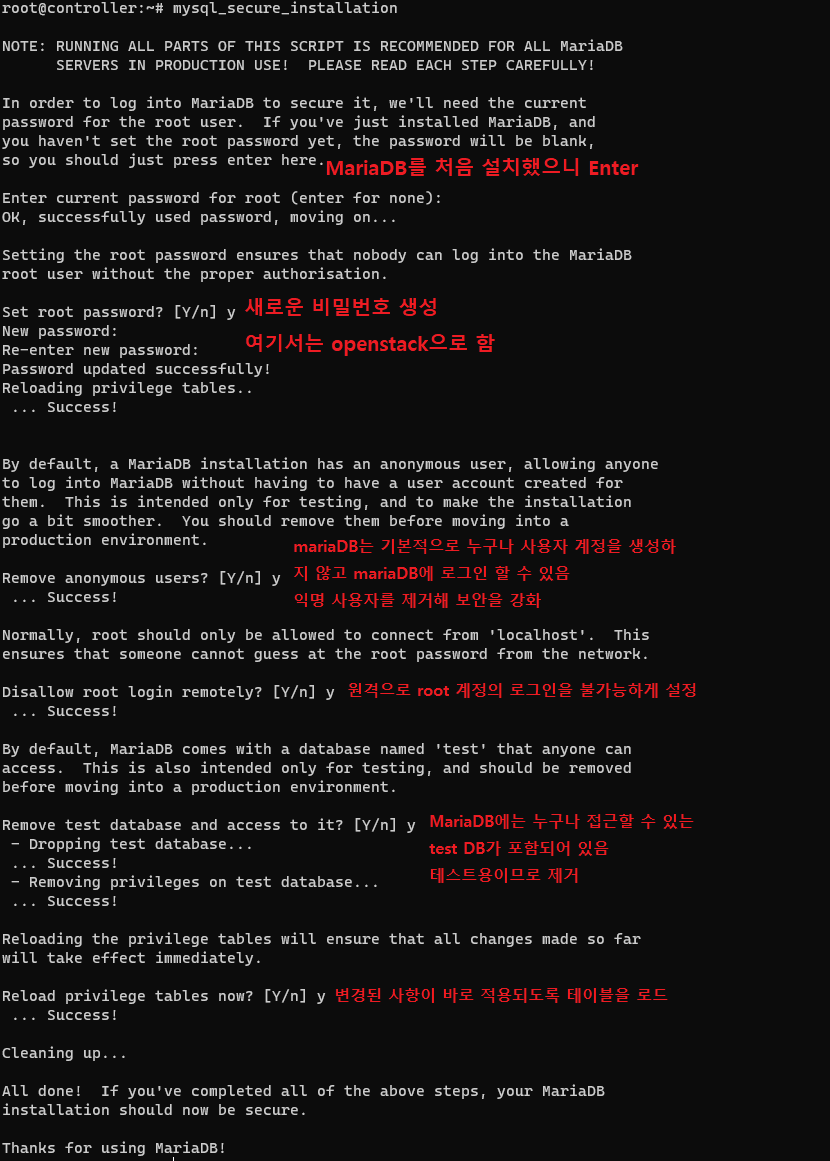 root@controller:~# mysql_secure_installation
NOTE: RUNNING ALL PARTS OF THIS SCRIPT IS RECOMMENDED FOR ALL MariaDB
SERVERS IN PRODUCTION USE!  PLEASE READ EACH STEP CAREFULLY!
In order to log into MariaDB to secure it, we'll need the current
password for the root user.  If you've just installed MariaDB, and
you haven't set the root password yet, the password will be blank,
so you should just press enter here.
MariaDB를 처음 설치했으니 Enter
Enter current password for root (enter for none):
OK, successfully used password, moving on...
Setting the root password ensures that nobody can log into the MariaDB
root user without the proper authorisation.
Set root password? [Y/n] y
새로운 비밀번호 생성
New password:
여기서는 openstack으로 함
Re-enter new password:
Password updated successfully!
Reloading privilege tables..
... Success!
By default, a MariaDB installation has an anonymous user, allowing anyone
to log into MariaDB without having to have a user account created for
them.  This is intended only for testing, and to make the installation
go a bit smoother.  You should remove them before moving into a
production environment.
mariaDB는 기본적으로 누구나 사용자 계정을 생성하
지 않고 mariaDB에 로그인 할 수 있음
익명 사용자를 제거해 보안을 강화
Remove anonymous users? [Y/n] y
... Success!
Normally, root should only be allowed to connect from 'localhost'.  This
ensures that someone cannot guess at the root password from the network.
Disallow root login remotely? [Y/n] y
원격으로 root 계정의 로그인을 불가능하게 설정
... Success!
By default, MariaDB comes with a database named 'test' that anyone can
access.  This is also intended only for testing, and should be removed
before moving into a production environment.
Remove test database and access to it? [Y/n] y
MariaDB에는 누구나 접근할 수 있는
test DB가 포함되어 있음
테스트용이므로 제거
- Dropping test database...
... Success!
- Removing privileges on test database...
... Success!
Reloading the privilege tables will ensure that all changes made so far
will take effect immediately.
Reload privilege tables now? [Y/n] y
변경된 사항이 바로 적용되도록 테이블을 로드
... Success!
Cleaning up...
All done!  If you've completed all of the above steps, your MariaDB
installation should now be secure.
Thanks for using MariaDB!